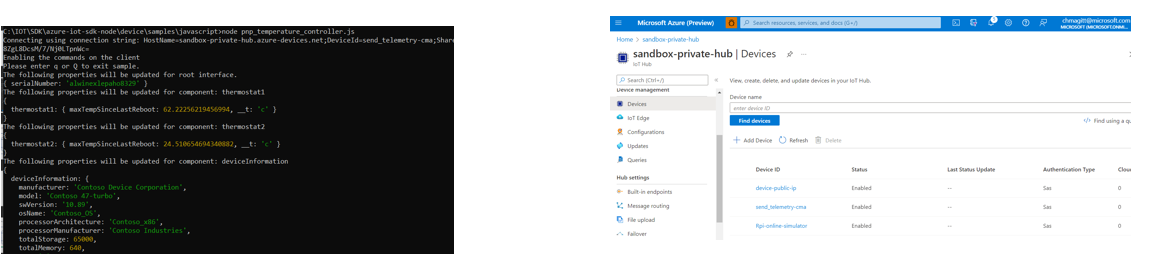 C:\IOT\SDK\azure-iot-sdk-node\device\samples\javascript>node pnp_temperature_controller.js
Connecting using connection string: HostName=sandbox-private-hub.azure-devices.net;DeviceId=send_telemetry-cma;Share
8ZgL8DcsM/7/Nj0LTpnWc=
Enabling the commands on the client
Please enter q or Q to exit sample.
The following properties will be updated for root interface.
{ serialNumber: 'alwinexlepaho8329' }
The following properties will be updated for component: thermostat1
{
thermostat1: { maxTempSinceLastReboot: 62.22256219456994, __t: 'c' }
}
The following properties will be updated for component: thermostat2
{
thermostat2: { maxTempSinceLastReboot: 24.510654694340882, __t: 'c' }
}
The following properties will be updated for component: deviceInformation
{
deviceInformation: {
manufacturer: 'Contoso Device Corporation',
model: 'Contoso 47-turbo',
swVersion: '10.89',
osName: 'Contoso_OS',
processorArchitecture: 'Contoso_x86',
processorManufacturer: 'Contoso Industries',
totalStorage: 65000,
totalMemory: 640,
Microsoft Azure (Preview)
Search resources, services, and docs (G+/)
1
chmagitt@microsoft.com
MICROSOFT (MICROSOFT.ONMI...
Home > sandbox-private-hub
sandbox-private-hub | Devices
IoT Hub
Search (Ctrl+/)
Device management
Devices
IoT Edge
Configurations
Updates
Queries
Hub settings
Built-in endpoints
Message routing
File upload
Failover
View, create, delete, and update devices in your IoT Hub.
Device name
enter device ID
Find devices
</> Find using a qu
Add Device Refresh Delete
Device ID Status Last Status Update Authentication Type Clou
device-public-ip Enabled -- Sas 0
send_telemetry-cma Enabled -- Sas 0
Rpi-online-simulator Enabled -- Sas 0